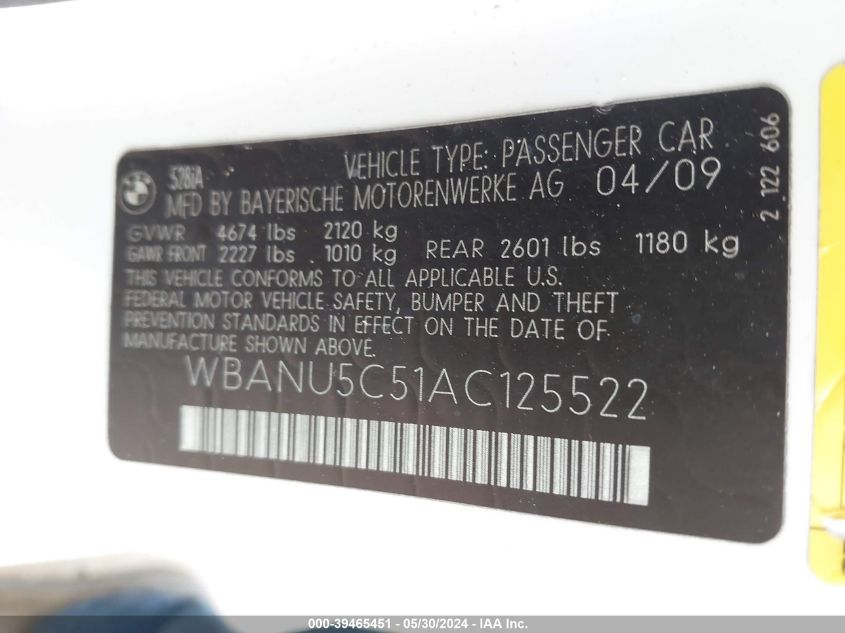 BMW
528iA
VEHICLE TYPE: PASSENGER CAR
MFD BY BAYERISCHE MOTORENWERKE AG 04/09
GVWR 4674 lbs 2120 kg
GAWR FRONT 2227 lbs 1010 kg REAR 2601 lbs 1180 kg
THIS VEHICLE CONFORMS TO ALL APPLICABLE U.S.
FEDERAL MOTOR VEHICLE SAFETY, BUMPER AND THEFT
PREVENTION STANDARDS IN EFFECT ON THE DATE OF
MANUFACTURE SHOWN ABOVE.
WBANU5C51AC125522
2 122 606
000-39465451 - 05/30/2024 - IAA Inc.